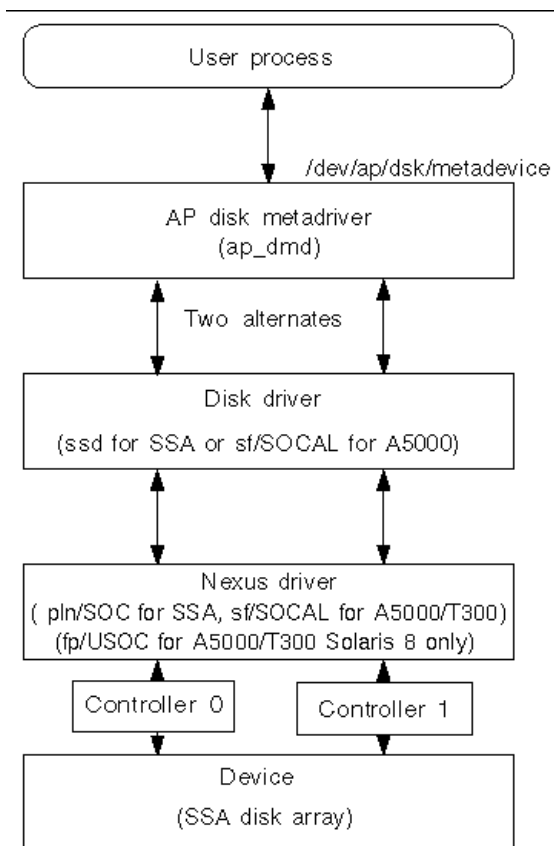 User process
/dev/ap/dsk/metadevice
AP disk metadriver
(ap_dmd)
Two alternates
Disk driver
(ssd for SSA or sf/SOCAL for A5000)
Nexus driver
( pln/SOC for SSA, sf/SOCAL for A5000/T300)
(fp/USOC for A5000/T300 Solaris 8 only)
Controller 0
Controller 1
Device
(SSA disk array)